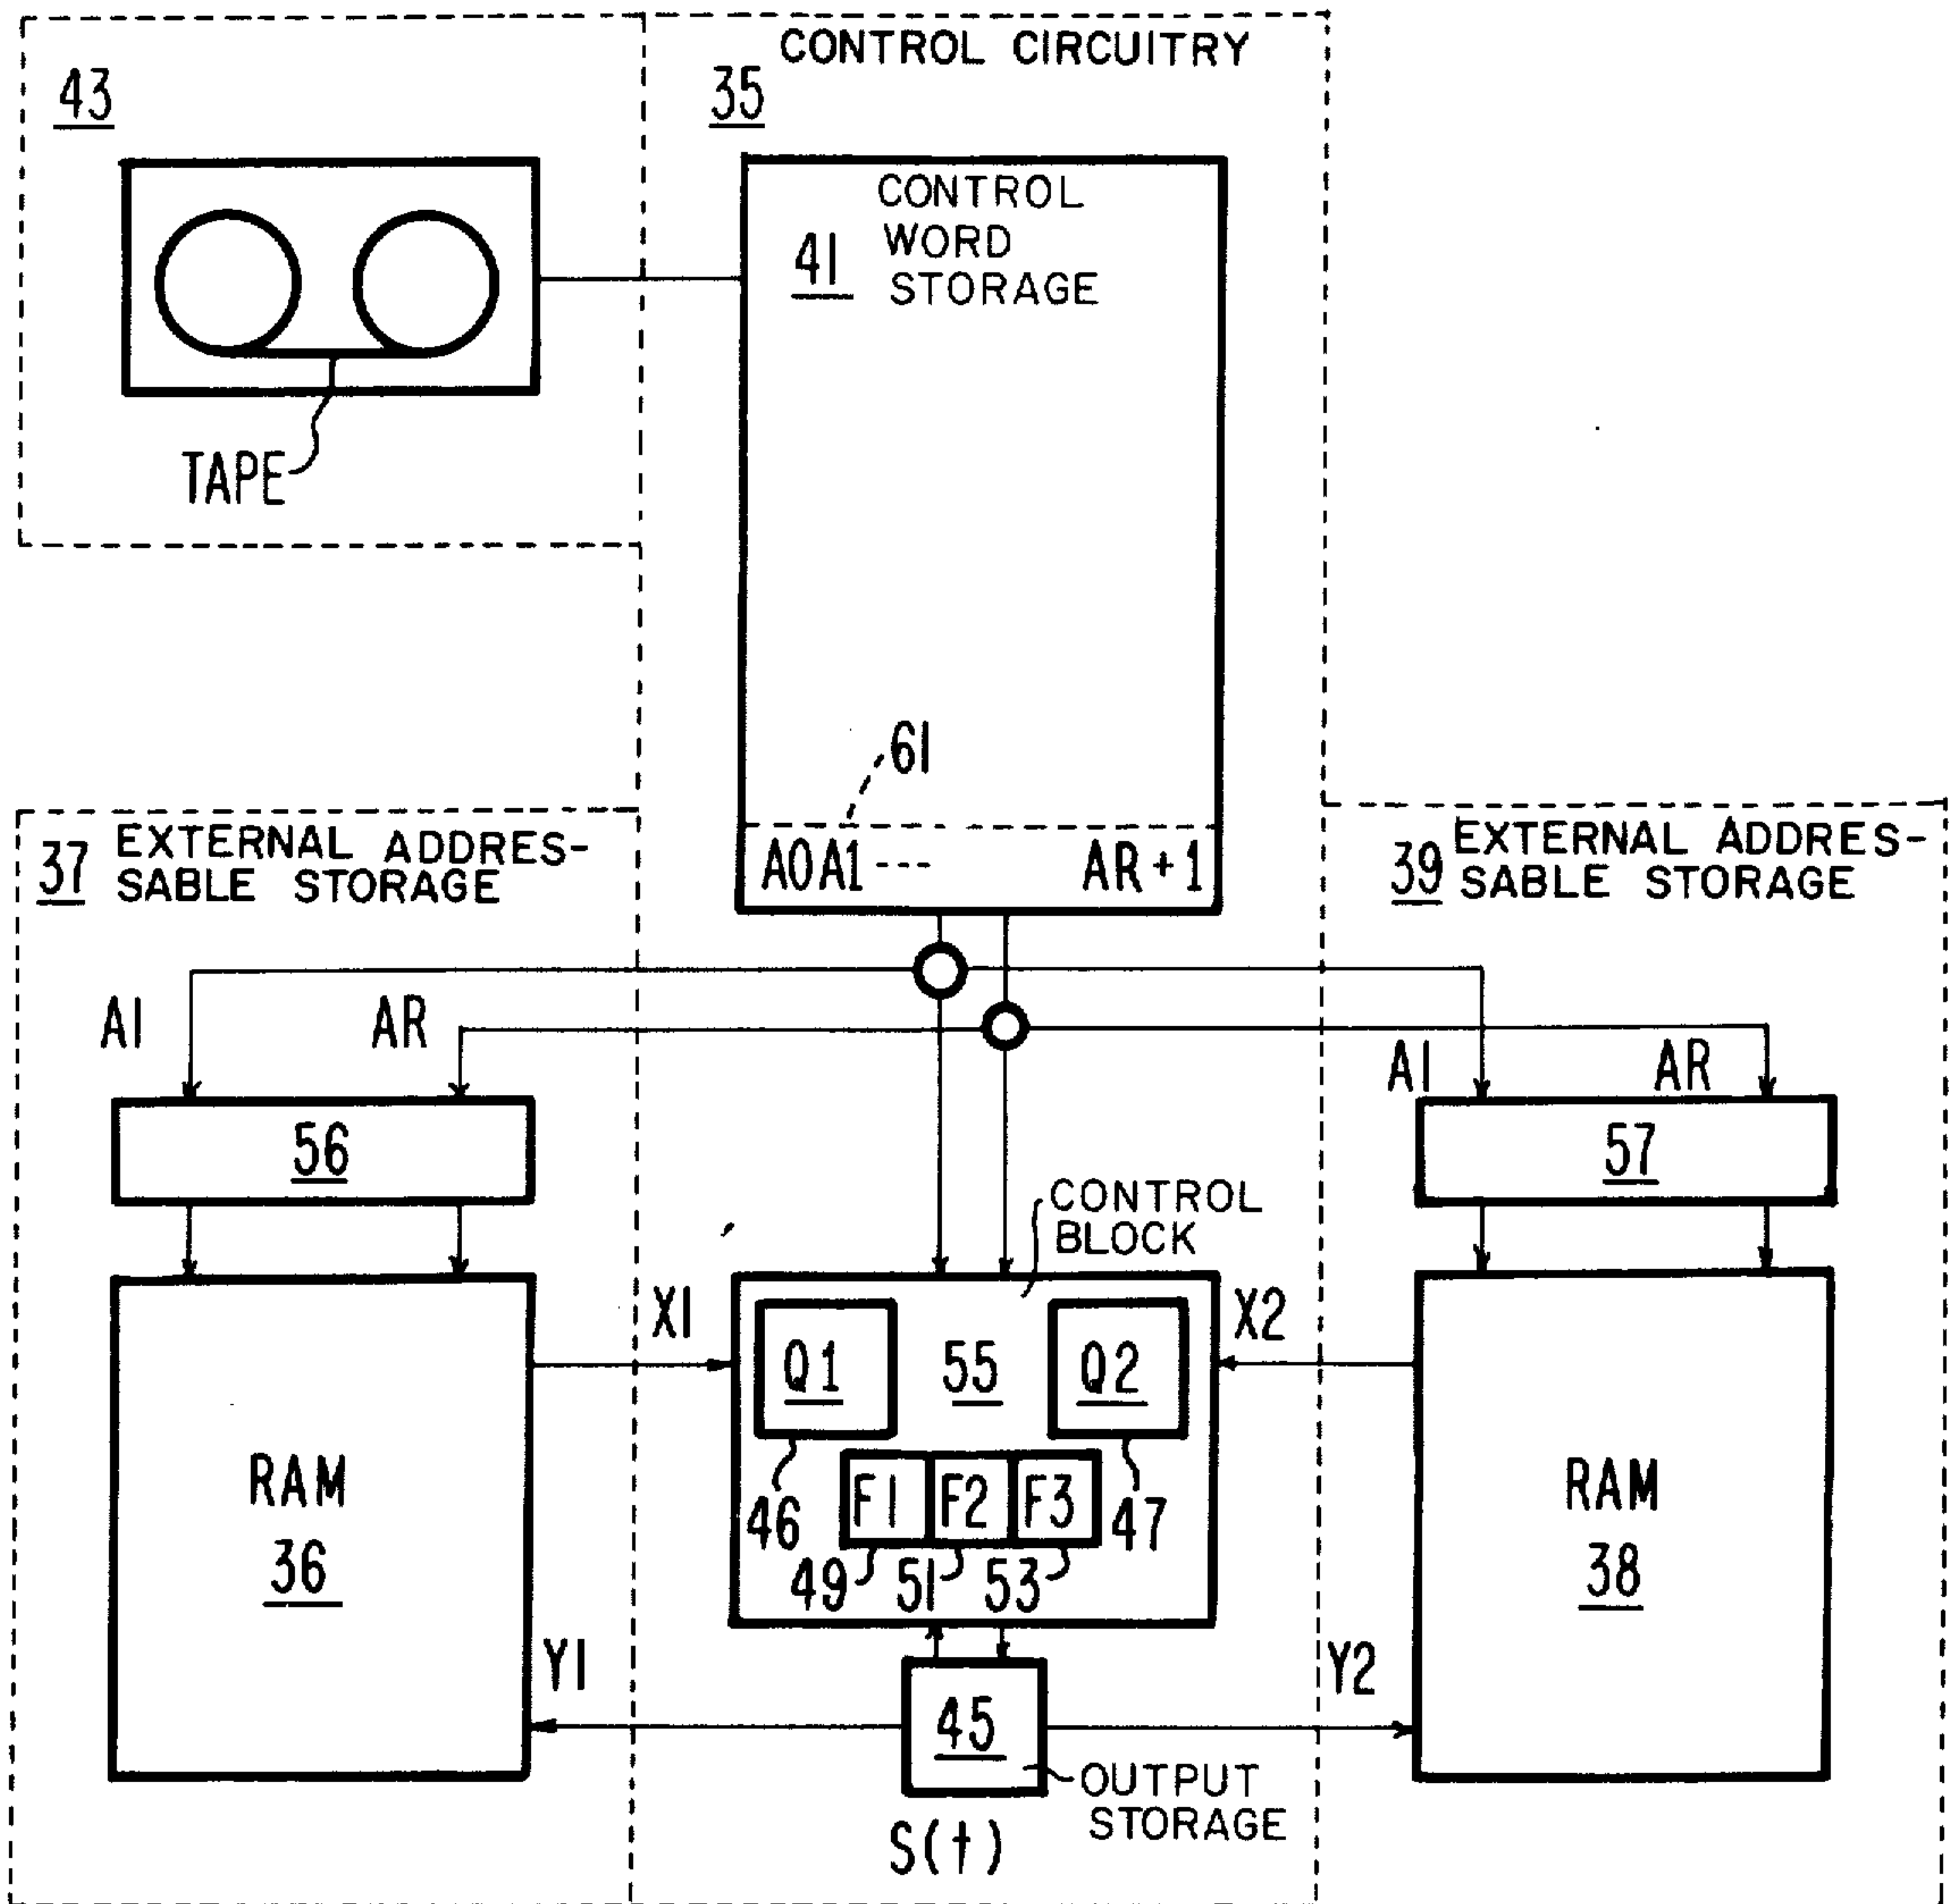 CONTROL CIRCUITRY
43
35
CONTROL
WORD
STORAGE
41
TAPE
61
A0 A1 --- AR + 1
37
EXTERNAL ADDRES-
SABLE STORAGE
39
EXTERNAL ADDRES-
SABLE STORAGE
A1
AR
A1
AR
56
57
CONTROL
BLOCK
X1
X2
Q1
55
Q2
RAM
36
F1
F2
F3
46
47
49
51
53
RAM
38
Y1
Y2
45
OUTPUT
STORAGE
S(t)